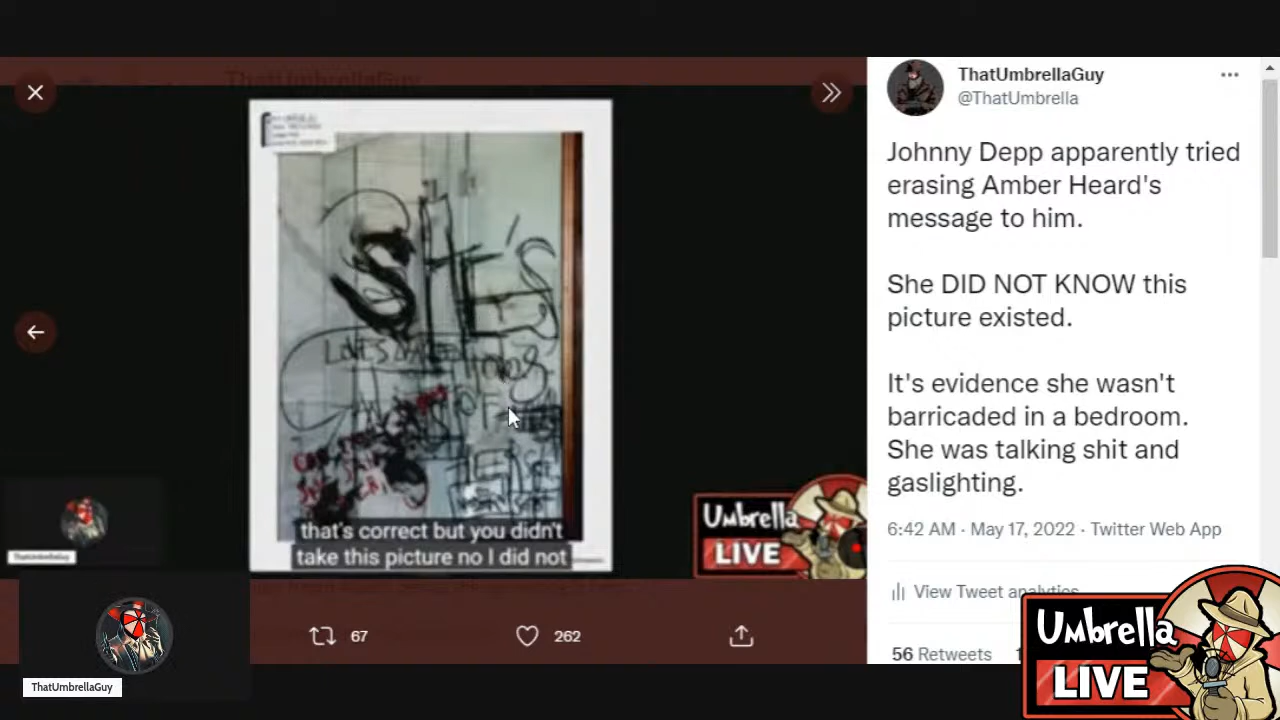 ThatUmbrellaGuy
@ThatUmbrella
Johnny Depp apparently tried
erasing Amber Heard's
message to him.
She DID NOT KNOW this
picture existed.
It's evidence she wasn't
barricaded in a bedroom.
She was talking shit and
gaslighting.
6:42 AM · May 17, 2022 · Twitter Web App
View Tweet analytics
56 Retweets
SHE'S
LOVES
OF
that's correct but you didn't
take this picture no I did not
Umbrella
LIVE
67
262
ThatUmbrellaGuy
Umbrella
LIVE